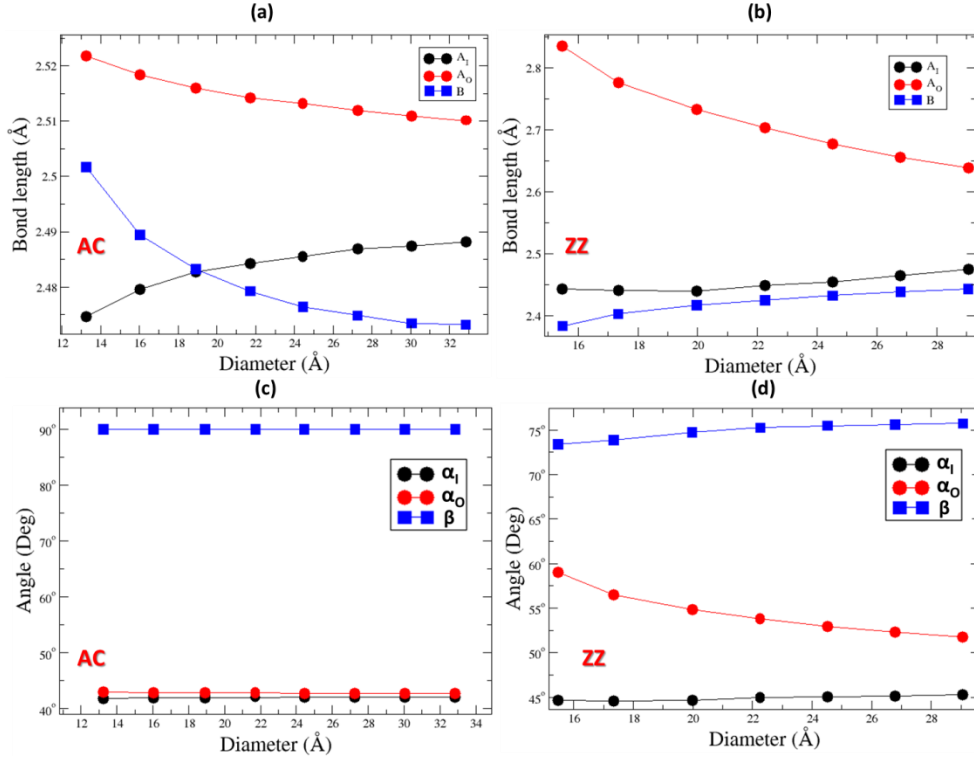 (a)
2.52
2.51
2.5
2.49
2.48
Bond length (Å)
A_I
A_O
B
AC
12 14 16 18 20 22 24 26 28 30 32
Diameter (Å)
(b)
2.8
2.7
2.6
2.5
2.4
Bond length (Å)
A_I
A_O
B
ZZ
16 18 20 22 24 26 28
Diameter (Å)
(c)
90°
80°
70°
60°
50°
40°
Angle (Deg)
α_I
α_O
β
AC
12 14 16 18 20 22 24 26 28 30 32 34
Diameter (Å)
(d)
75°
70°
65°
60°
55°
50°
45°
Angle (Deg)
α_I
α_O
β
ZZ
16 18 20 22 24 26 28
Diameter (Å)